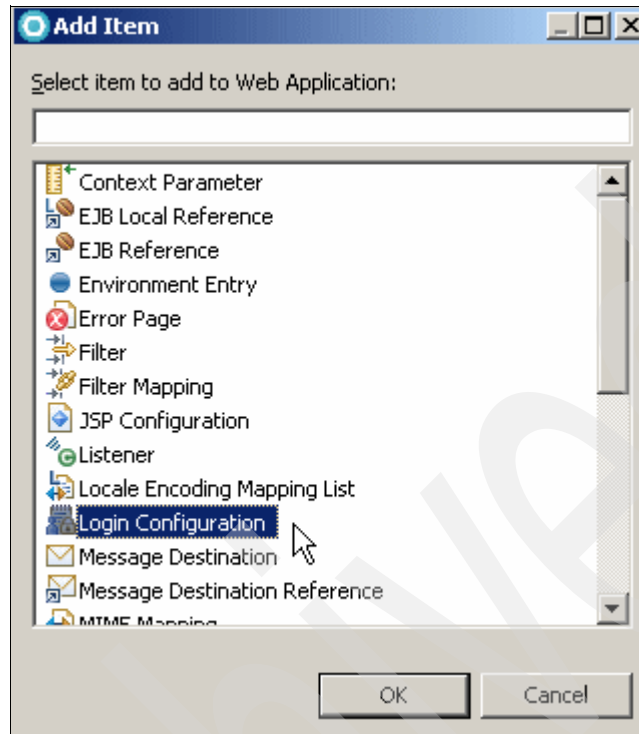 Add Item
Select item to add to Web Application:
Context Parameter
EJB Local Reference
EJB Reference
Environment Entry
Error Page
Filter
Filter Mapping
JSP Configuration
Listener
Locale Encoding Mapping List
Login Configuration
Message Destination
Message Destination Reference
MIME Mapping
OK Cancel